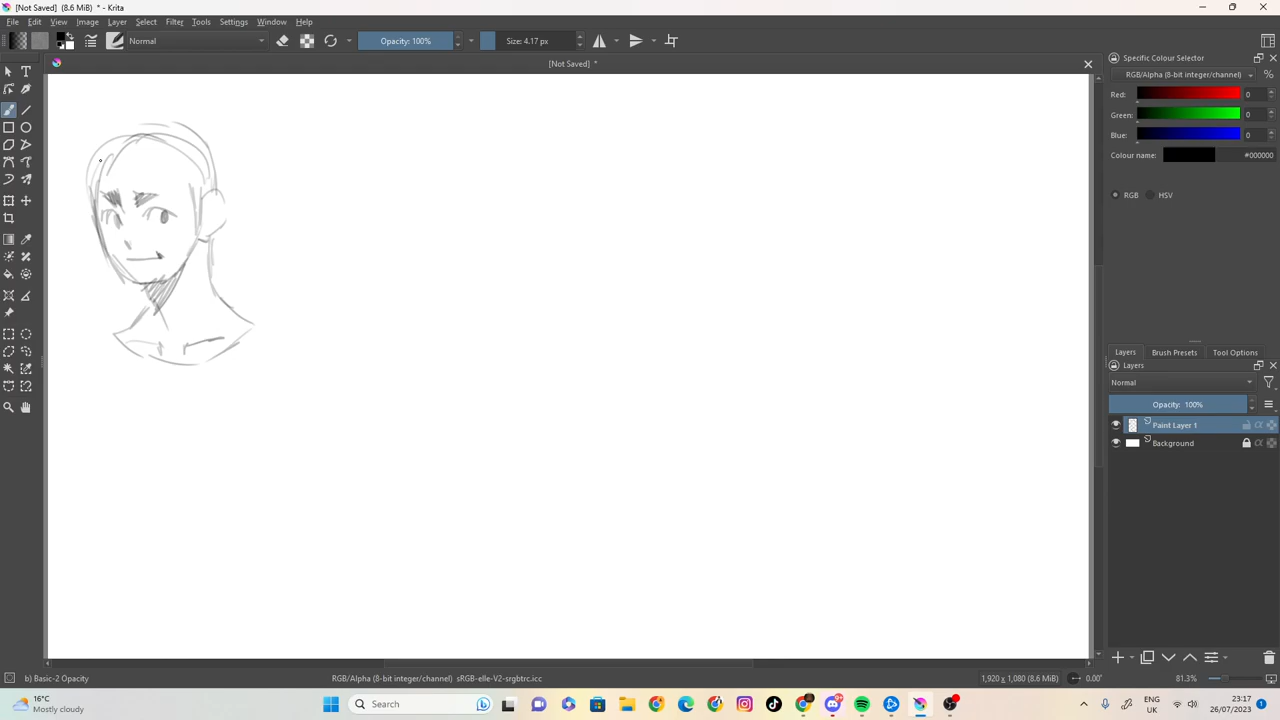 [Not Saved] (8.6 MiB) * - Krita
File Edit View Image Layer Select Filter Tools Settings Window Help
Normal Opacity: 100% Size: 4.17 px
[Not Saved] *
Specific Colour Selector
RGB/Alpha (8-bit integer/channel) %
Red: 0
Green: 0
Blue: 0
Colour name: #000000
RGB HSV
Layers Brush Presets Tool Options
Layers
Normal
Opacity: 100%
Paint Layer 1
Background
b) Basic-2 Opacity RGB/Alpha (8-bit integer/channel) sRGB-elle-V2-srgbtrc.icc 1,920 x 1,080 (8.6 MiB) 0.00° 81.3%
16°C
Mostly cloudy
Search
ENG
UK
23:17
26/07/2023